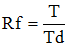 Rf = T/Td